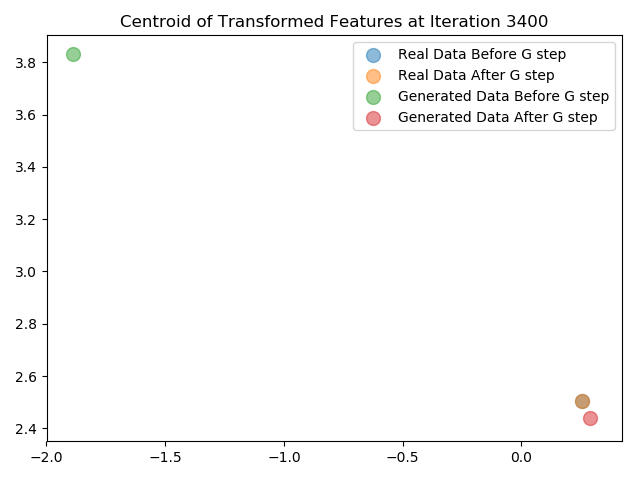 Centroid of Transformed Features at Iteration 3400
Real Data Before G step
Real Data After G step
Generated Data Before G step
Generated Data After G step
3.8
3.6
3.4
3.2
3.0
2.8
2.6
2.4
−2.0 −1.5 −1.0 −0.5 0.0